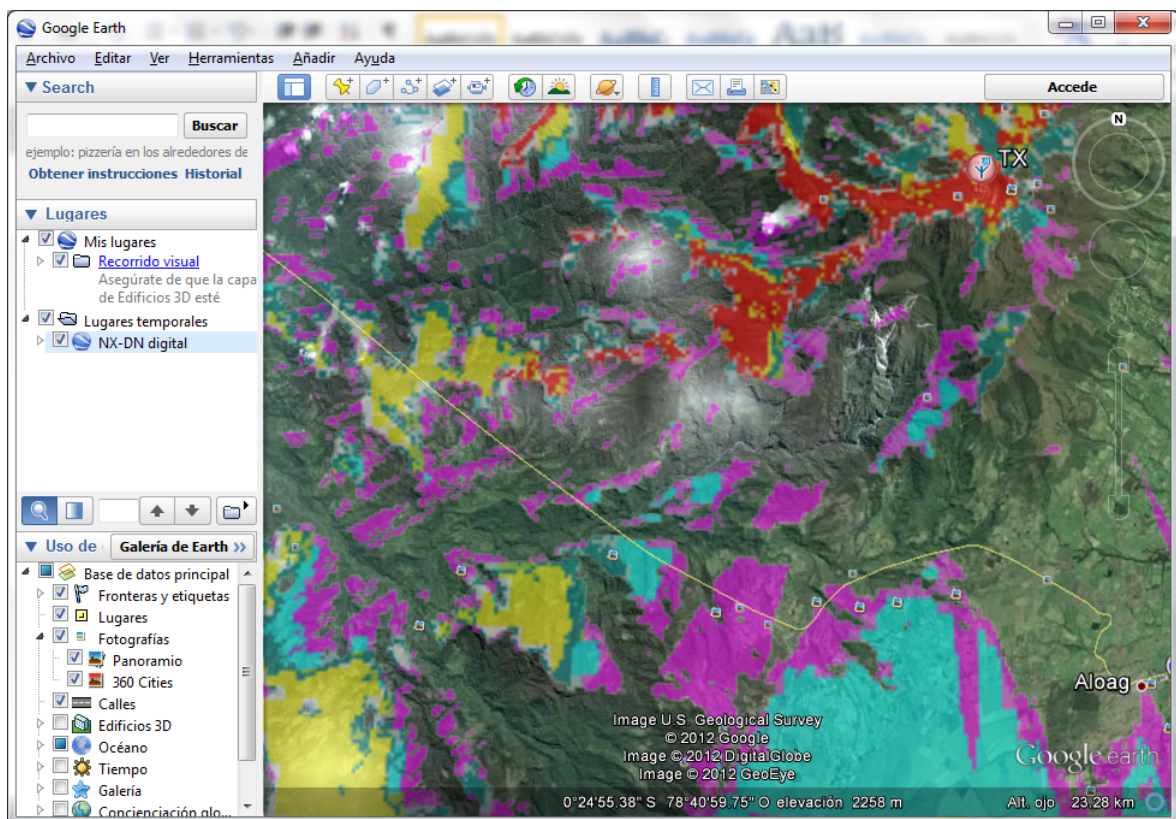 Google Earth
Archivo Editar Ver Herramientas Añadir Ayuda
Search
Buscar
ejemplo: pizzería en los alrededores de
Obtener instrucciones Historial
Lugares
Mis lugares
Recorrido visual
Asegúrate de que la capa
de Edificios 3D esté
Lugares temporales
NX-DN digital
Uso de
Galería de Earth >>
Base de datos principal
Fronteras y etiquetas
Lugares
Fotografías
Panoramio
360 Cities
Calles
Edificios 3D
Océano
Tiempo
Galería
Concienciación glo...
Accede
N
TX
Aloag
Image U.S. Geological Survey
© 2012 Google
Image © 2012 DigitalGlobe
Image © 2012 GeoEye
Google earth
0°24'55.38" S 78°40'59.75" O elevación 2258 m
Alt. ojo 23.28 km